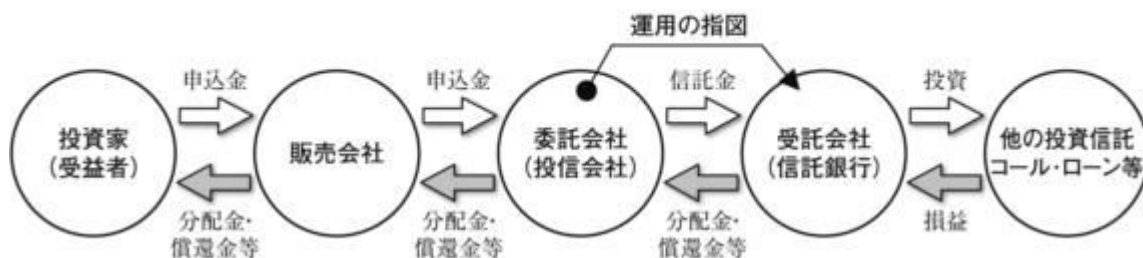 運用の指図
申込金
申込金
信託金
投資
投資家
(受益者)
販売会社
委託会社
(投信会社)
受託会社
(信託銀行)
他の投資信託
コール・ローン等
分配金・
償還金等
分配金・
償還金等
分配金・
償還金等
損益